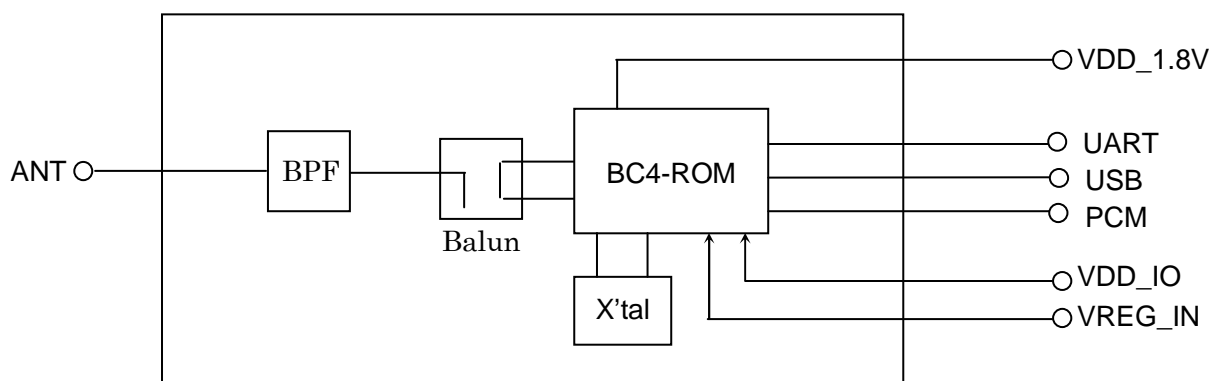 VDD_1.8V
UART
ANT
BPF
BC4-ROM
USB
PCM
Balun
VDD_IO
X’tal
VREG_IN